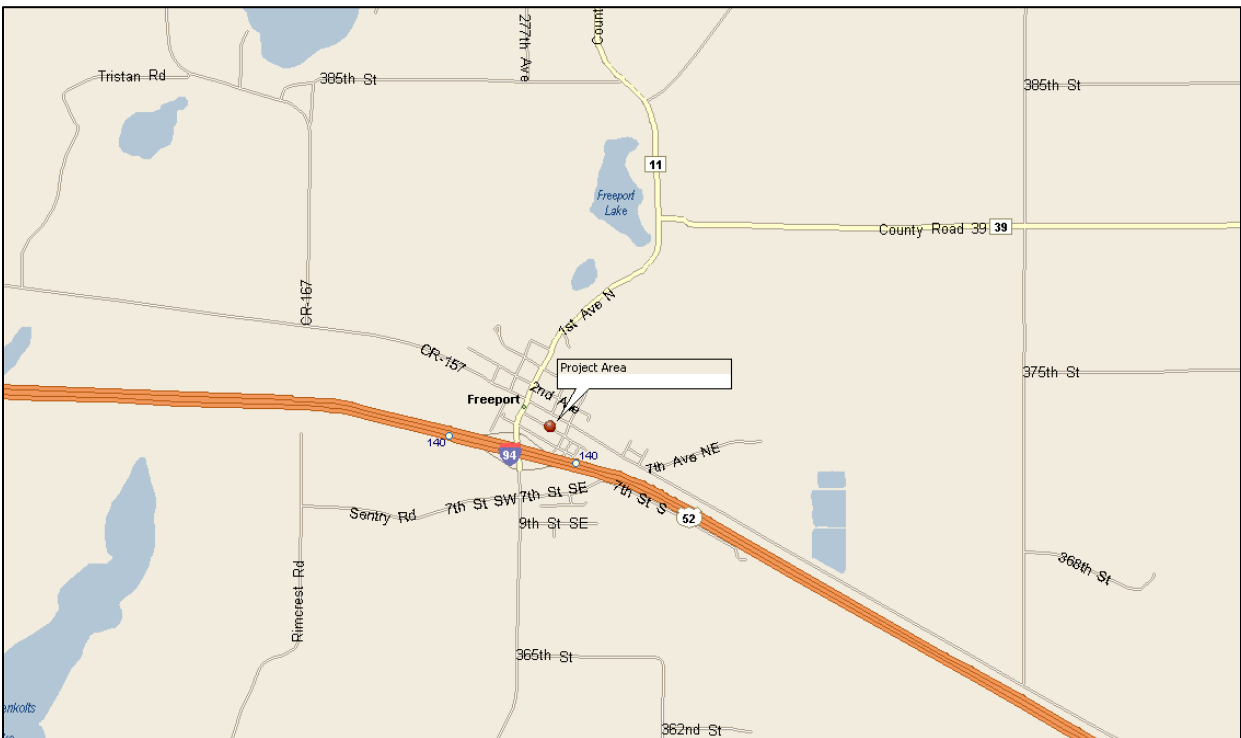 277th Ave
Count
Tristan Rd
385th St
385th St
11
Freeport
Lake
County Road 39
39
CR-167
1st Ave N
CR-157
Project Area
375th St
2nd Ave
Freeport
140
94
140
7th Ave NE
7th St SW
7th St SE
7th St S
Sentry Rd
52
9th St SE
368th St
Rimcrest Rd
365th St
enkolts
362nd St